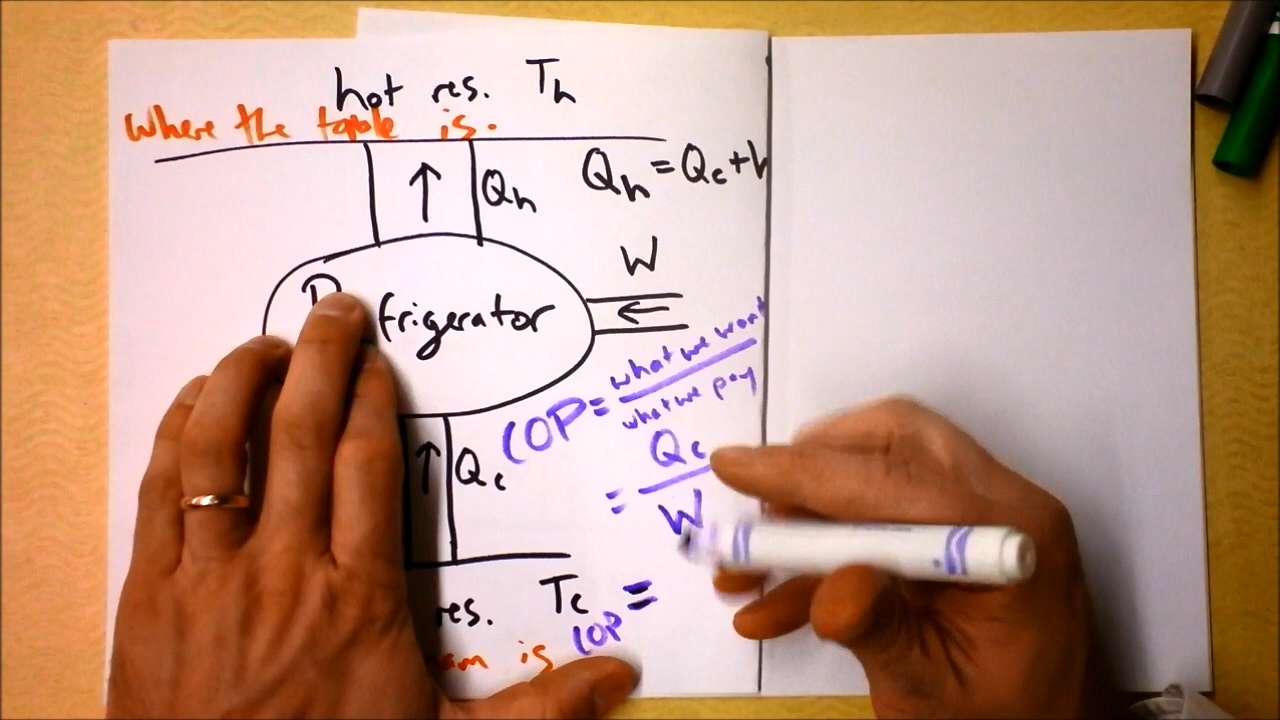 hot res. Th
Where the table is.
Qh
Qh = Qc +
W
frigerator
COP = what we want
what we pay
= Qc
W
Qc
res. Tc
COP =
is